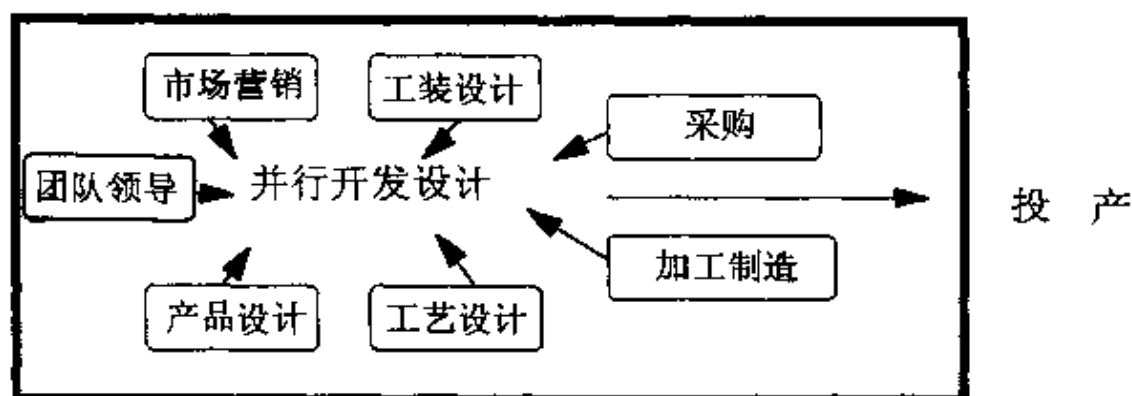 市场营销
工装设计
采购
团队领导
并行开发设计
投 产
加工制造
产品设计
工艺设计